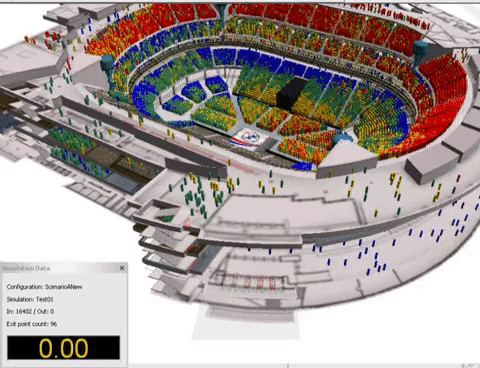 Simulation Data
Configuration: ScenarioANew
Simulation: Test01
In: 16402 / Out: 0
Exit point count: 96
0.00